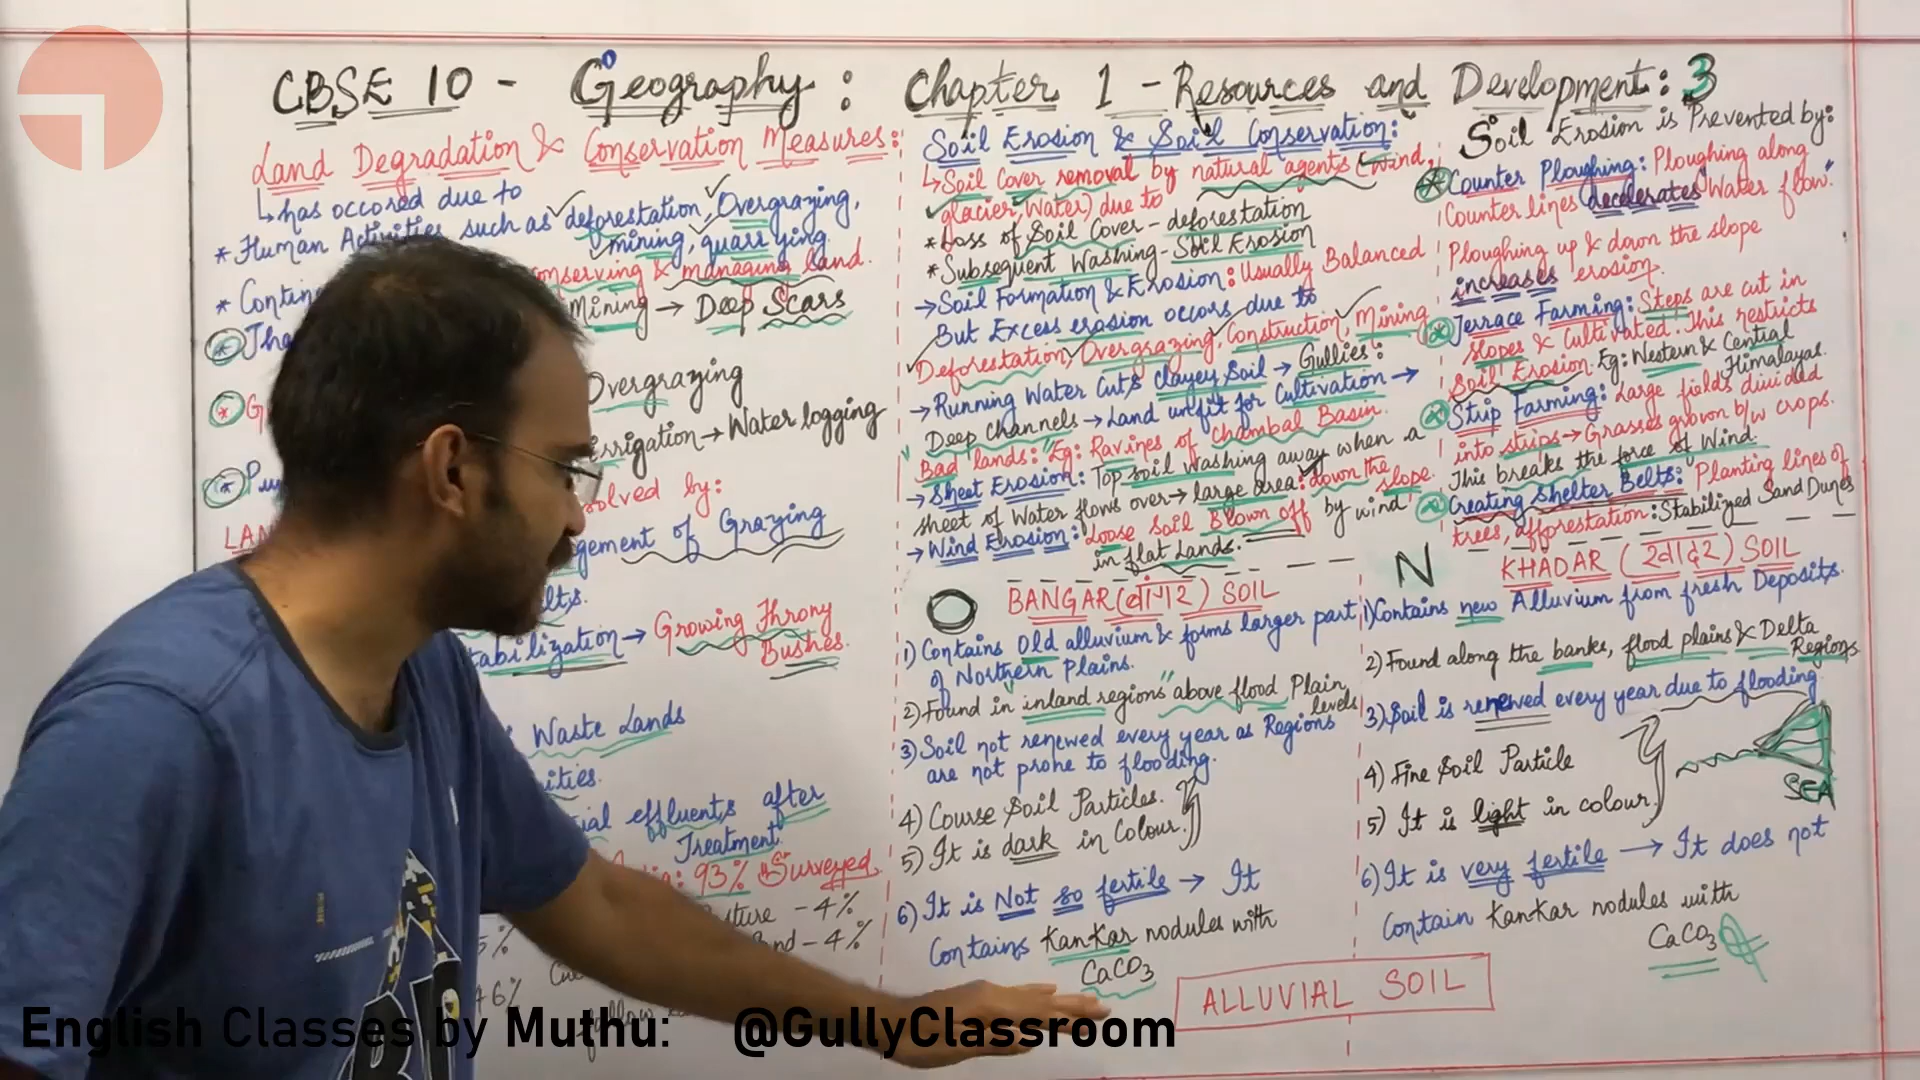 CBSE 10 - Geography : Chapter 1 - Resources and Development: 3
Land Degradation & Conservation Measures:
↳has occored due to
* Human Activities such as deforestation, Overgrazing,
mining, quarrying.
* Contin
onserving & managing land.
Mining → Deep Scars
Overgrazing
irrigation → Water logging
olved by:
gement of Grazing
lts.
tabilization → Growing Throny
Bushes.
Waste Lands
ities.
ial effluents after
Treatment.
93% Surveyed.
sture - 4%
5%
nd - 4%
46%
Soil Erosion & Soil Conservation:
↳ Soil Cover removal by natural agents (wind,
glacier, Water) due to
* Loss of Soil Cover - deforestation
* Subsequent Washing - Soil Erosion
→ Soil Formation & Erosion: Usually Balanced
But Excess erosion occurs due to
Deforestation, Overgrazing, Construction, Mining
→ Running Water Cuts clayey Soil → Gullies:
Deep channels → Land unfit for Cultivation →
Bad lands: Eg: Ravines of Chambal Basin.
→ Sheet Erosion: Top soil washing away when a
sheet of Water flows over → large area: down the slope.
→ Wind Erosion: Loose Soil Blown off by wind
in flat Lands.
Soil Erosion is Prevented by:
* Counter Ploughing: Ploughing along
Counter lines decelerates Water flow.
Ploughing up & down the slope
increases erosion.
Terrace Farming: Steps are cut in
slopes & Cultivated. This restricts
Soil Erosion. Eg: Western & Central
Himalayas.
Strip Farming: Large fields divided
into strips → Grasses grown b/w crops.
This breaks the force of Wind.
Creating Shelter Belts: Planting lines of
trees, afforestation: Stabilized Sand Dunes
O BANGAR (बांगर) SOIL
1) Contains Old alluvium & forms larger part
of Northern Plains.
2) Found in inland regions "above flood Plain
levels
3) Soil not renewed every year as Regions
are not prone to flooding.
4) Course Soil Particles.
5) It is dark in Colour.
6) It is Not so fertile → It
Contains KanKar nodules with
CaCO3
N KHADAR (खादर) SOIL
1) Contains new Alluvium from fresh Deposits.
2) Found along the banks, flood plains & Delta
Regions
3) Soil is renewed every year due to flooding
4) Fine Soil Particle
5) It is light in colour.
SEA
6) It is very fertile → It does not
Contain KanKar nodules with
CaCO3
ALLUVIAL SOIL
English Classes by Muthu: @GullyClassroom